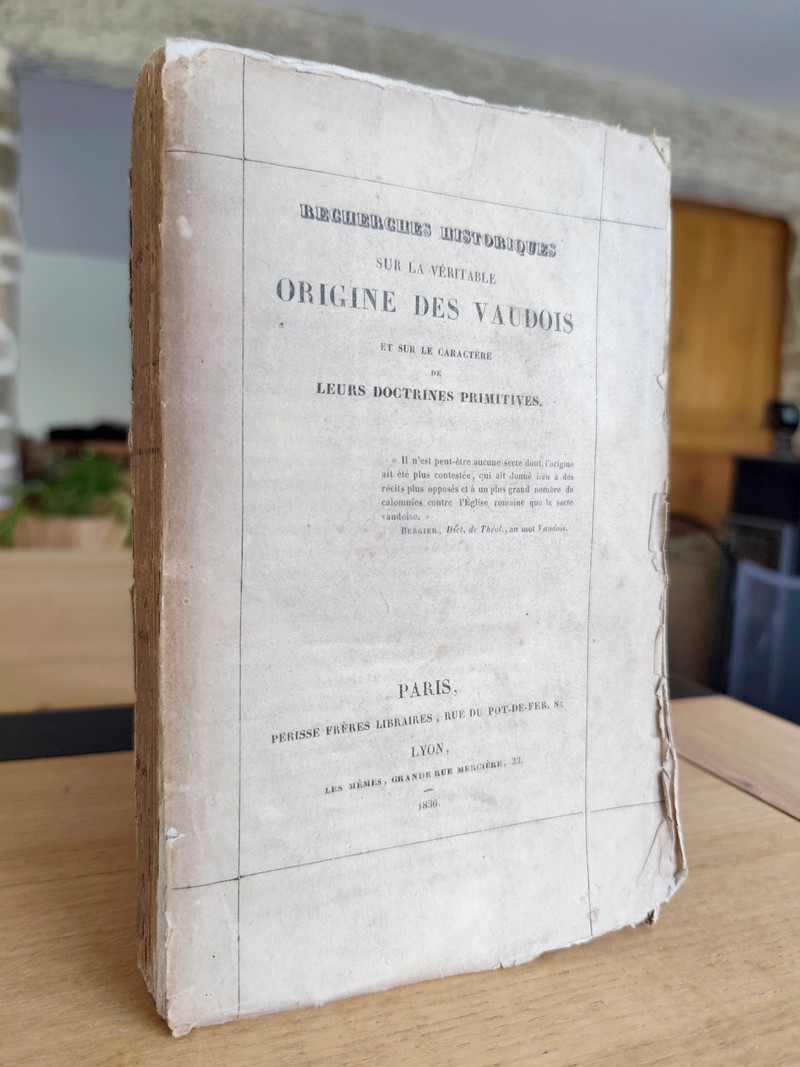 RECHERCHES HISTORIQUES
SUR LA VÉRITABLE
ORIGINE DES VAUDOIS
ET SUR LE CARACTÈRE
DE
LEURS DOCTRINES PRIMITIVES.
« Il n'est peut-être aucune secte dont l'origine
ait été plus contestée, qui ait donné lieu à des
récits plus opposés et à un plus grand nombre de
calomnies contre l'Église romaine que la secte
vaudoise. »
BERGIER, Dict. de Théol., au mot Vaudois.
PARIS,
PÉRISSE FRÈRES LIBRAIRES, RUE DU POT-DE-FER, 8;
LYON,
LES MÊMES, GRANDE RUE MERCIÈRE, 33.
1836.